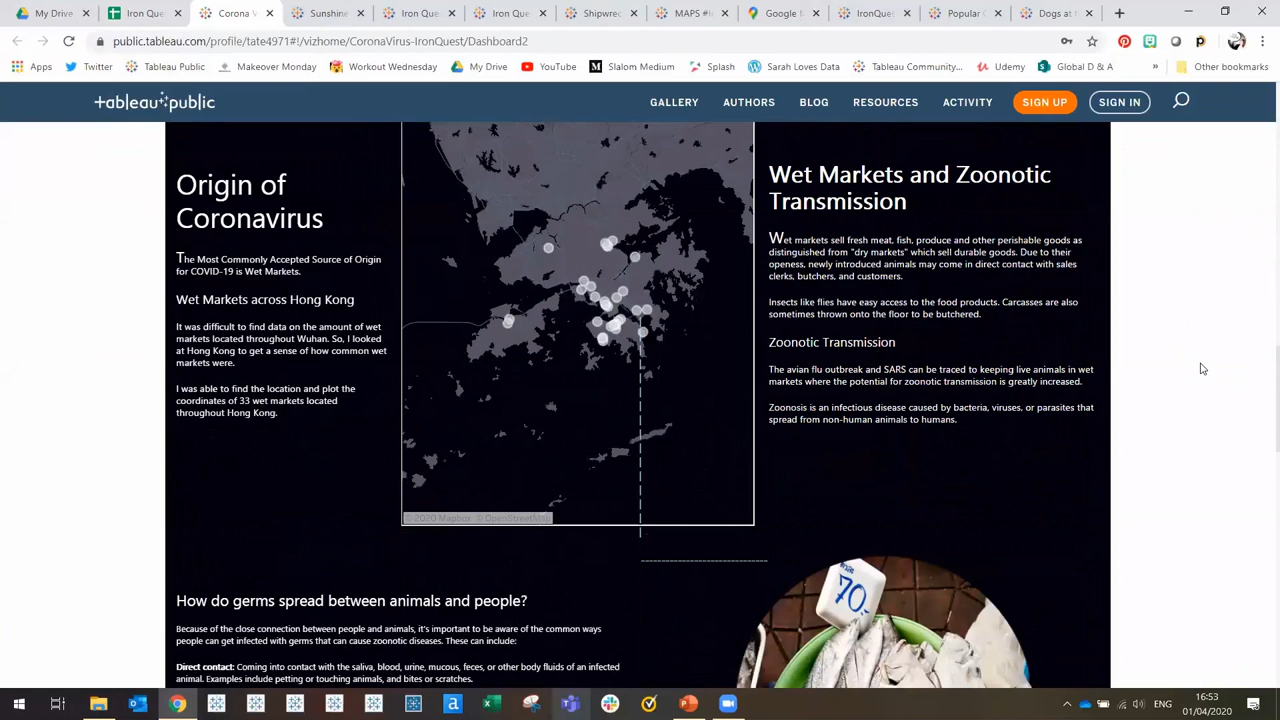 My Drive
Iron Que
Corona V
Sunshine
Iron Que
Iron Que
Shipwrec
MAPS #I
Google M
IronQues
Popular C
Dogs at
public.tableau.com/profile/tate4971#!/vizhome/CoronaVirus-IronQuest/Dashboard2
Apps
Twitter
Tableau Public
Makeover Monday
Workout Wednesday
My Drive
YouTube
Slalom Medium
Splash
Sarah Loves Data
Tableau Community...
Udemy
Global D & A
»
Other bookmarks
+ableau+public
GALLERY
AUTHORS
BLOG
RESOURCES
ACTIVITY
SIGN UP
SIGN IN
Origin of
Coronavirus
The Most Commonly Accepted Source of Origin
for COVID-19 is Wet Markets.
Wet Markets across Hong Kong
It was difficult to find data on the amount of wet
markets located throughout Wuhan. So, I looked
at Hong Kong to get a sense of how common wet
markets were.
I was able to find the location and plot the
coordinates of 33 wet markets located
throughout Hong Kong.
© 2020 Mapbox © OpenStreetMap
Wet Markets and Zoonotic
Transmission
Wet markets sell fresh meat, fish, produce and other perishable goods as
distinguished from "dry markets" which sell durable goods. Due to their
openess, newly introduced animals may come in direct contact with sales
clerks, butchers, and customers.
Insects like flies have easy access to the food products. Carcasses are also
sometimes thrown onto the floor to be butchered.
Zoonotic Transmission
The avian flu outbreak and SARS can be traced to keeping live animals in wet
markets where the potential for zoonotic transmission is greatly increased.
Zoonosis is an infectious disease caused by bacteria, viruses, or parasites that
spread from non-human animals to humans.
How do germs spread between animals and people?
Because of the close connection between people and animals, it's important to be aware of the common ways
people can get infected with germs that can cause zoonotic diseases. These can include:
Direct contact: Coming into contact with the saliva, blood, urine, mucous, feces, or other body fluids of an infected
animal. Examples include petting or touching animals, and bites or scratches.
70.-
ENG
16:53
01/04/2020